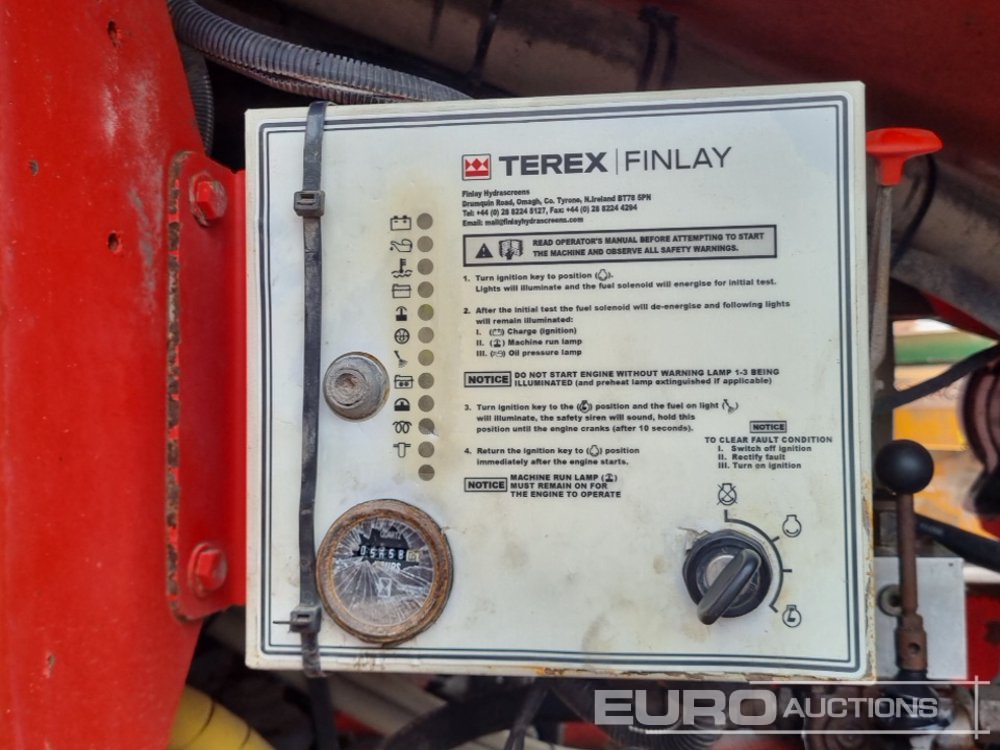 TEREX | FINLAY
Finlay Hydrascreens
Drumquin Road, Omagh, Co. Tyrone, N.Ireland BT78 5PN
Tel: +44 (0) 28 8224 5127, Fax: +44 (0) 28 8224 4294
Email: mail@finlayhydrascreens.com
READ OPERATOR'S MANUAL BEFORE ATTEMPTING TO START
THE MACHINE AND OBSERVE ALL SAFETY WARNINGS.
1. Turn ignition key to position ( ).
Lights will illuminate and the fuel solenoid will energise for initial test.
2. After the initial test the fuel solenoid will de-energise and following lights
will remain illuminated:
I. ( ) Charge (ignition)
II. ( ) Machine run lamp
III. ( ) Oil pressure lamp
NOTICE DO NOT START ENGINE WITHOUT WARNING LAMP 1-3 BEING
ILLUMINATED (and preheat lamp extinguished if applicable)
3. Turn ignition key to the ( ) position and the fuel on light ( )
will illuminate, the safety siren will sound, hold this
position until the engine cranks (after 10 seconds).
4. Return the ignition key to ( ) position
immediately after the engine starts.
NOTICE MACHINE RUN LAMP ( )
MUST REMAIN ON FOR
THE ENGINE TO OPERATE
NOTICE
TO CLEAR FAULT CONDITION
I. Switch off ignition
II. Rectify fault
III. Turn on ignition
QUARTZ
HOURS
EURO AUCTIONS